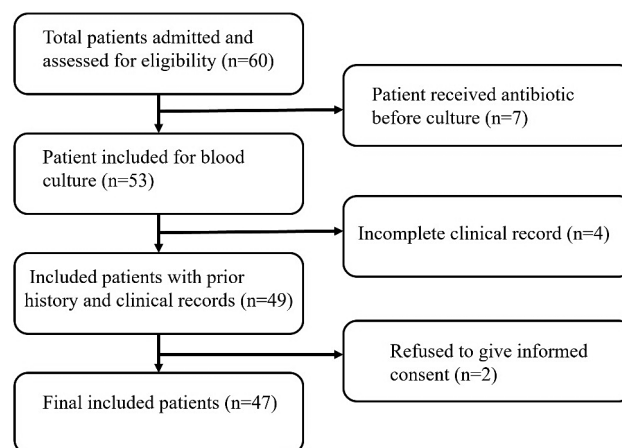 Total patients admitted and
assessed for eligibility (n=60)
Patient received antibiotic
before culture (n=7)
Patient included for blood
culture (n=53)
Incomplete clinical record (n=4)
Included patients with prior
history and clinical records (n=49)
Refused to give informed
consent (n=2)
Final included patients (n=47)